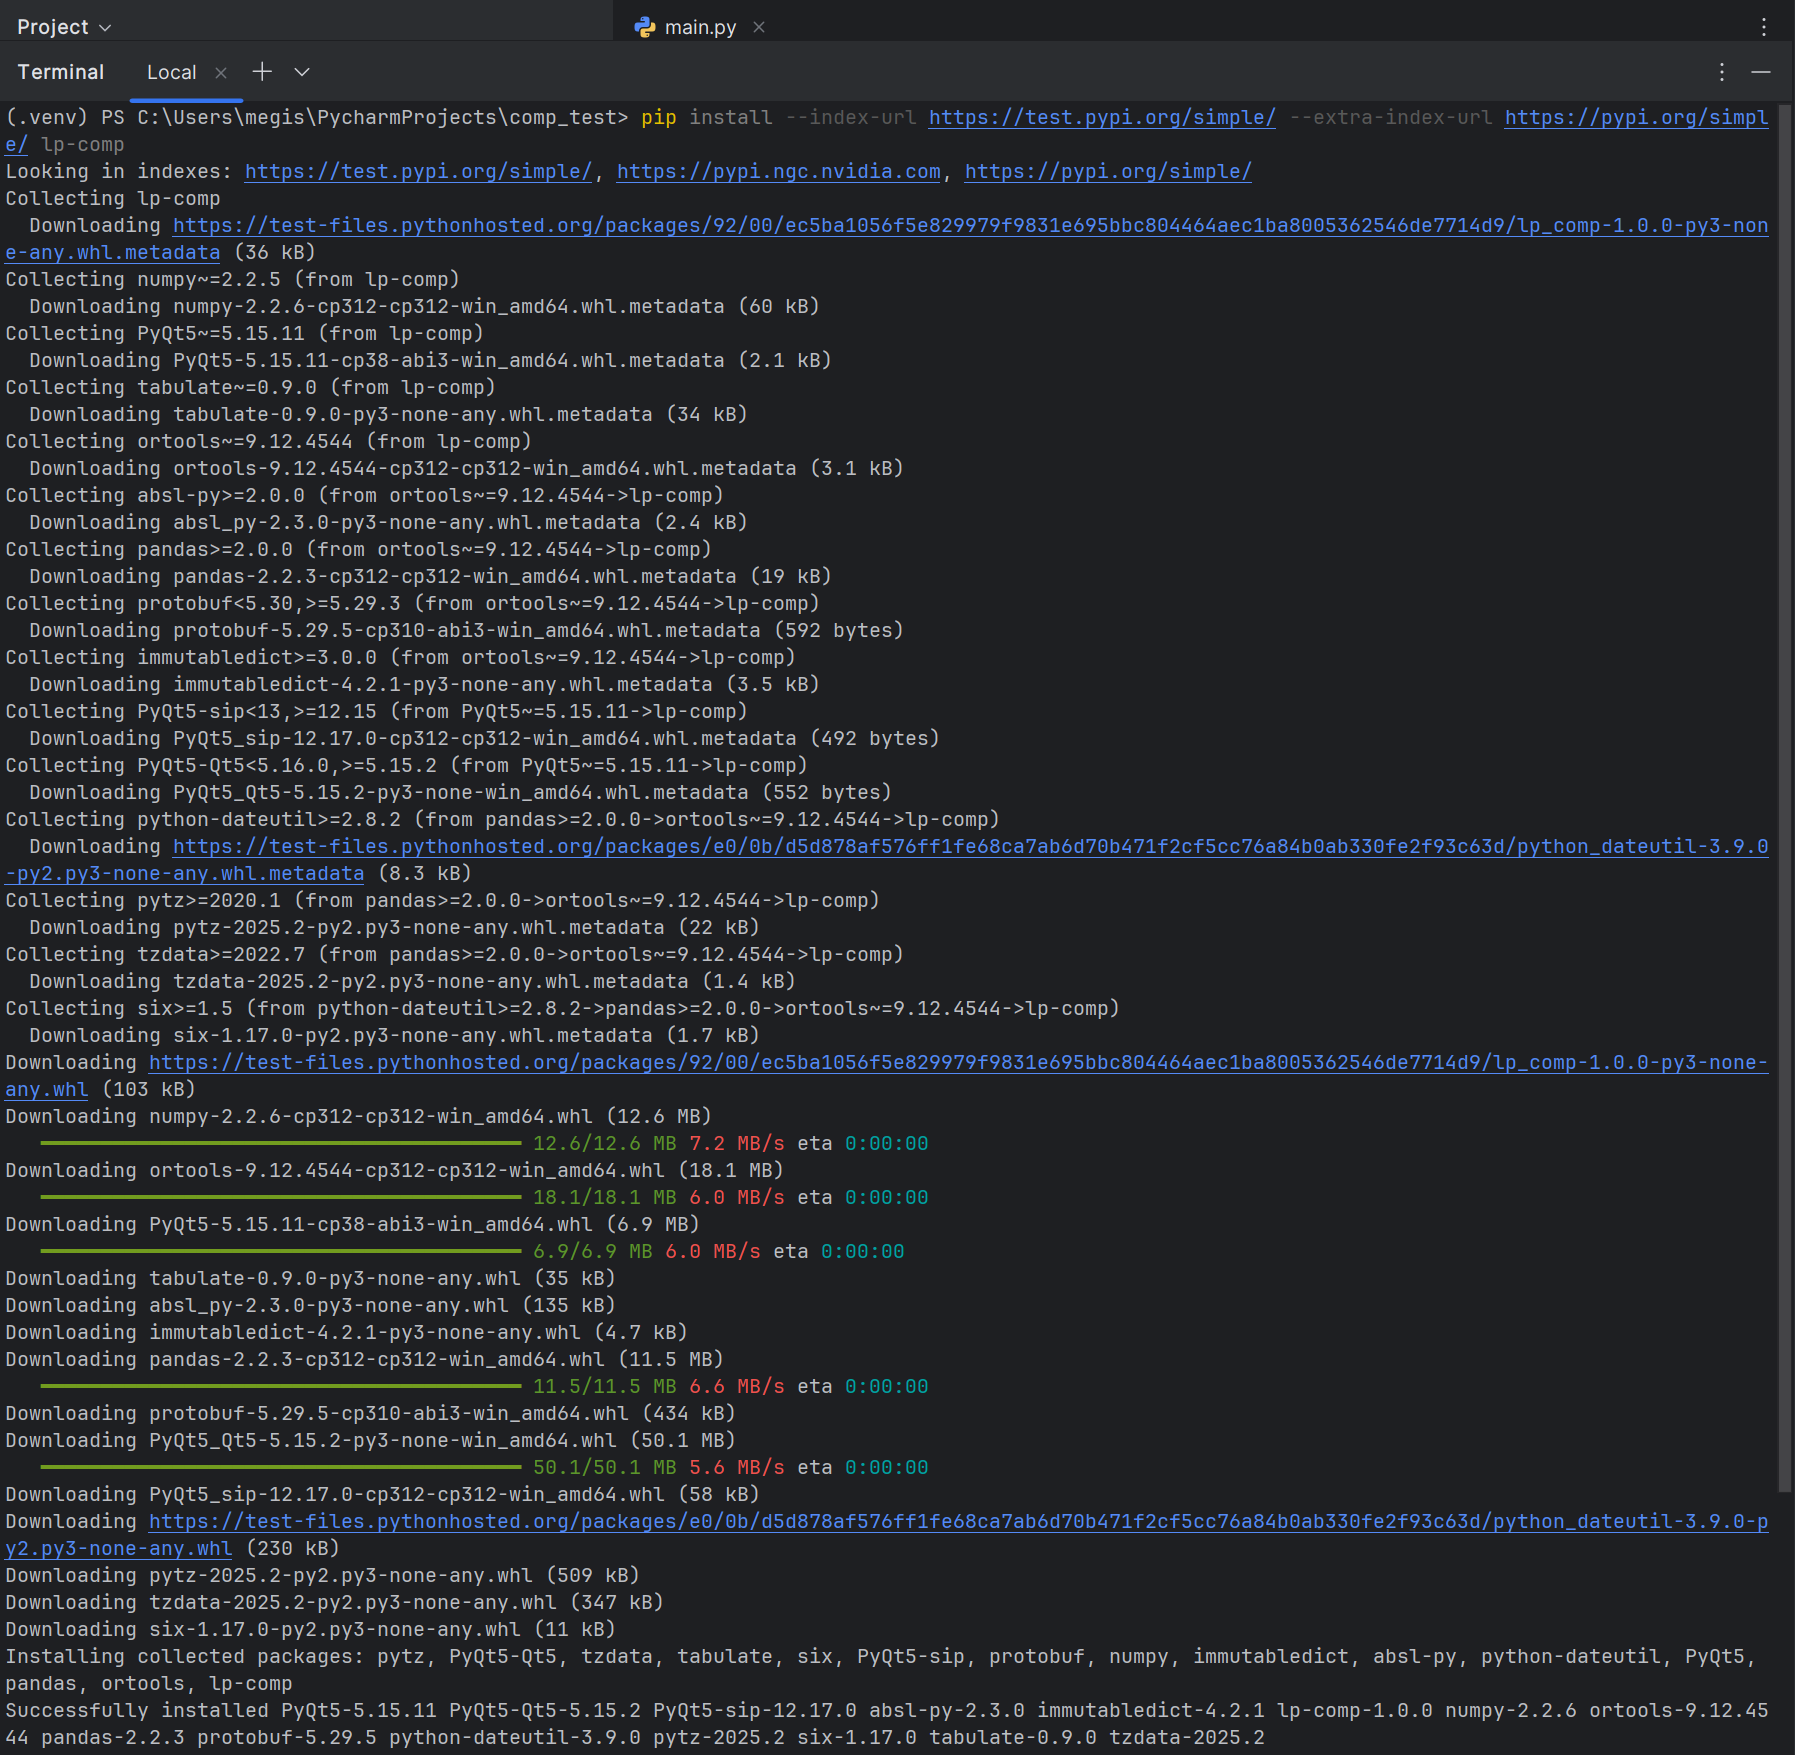 Project
main.py
Terminal Local
(.venv) PS C:\Users\megis\PycharmProjects\comp_test> pip install --index-url https://test.pypi.org/simple/ --extra-index-url https://pypi.org/simpl
e/ lp-comp
Looking in indexes: https://test.pypi.org/simple/, https://pypi.ngc.nvidia.com, https://pypi.org/simple/
Collecting lp-comp
  Downloading https://test-files.pythonhosted.org/packages/92/00/ec5ba1056f5e829979f9831e695bbc804464aec1ba8005362546de7714d9/lp_comp-1.0.0-py3-non
e-any.whl.metadata (36 kB)
Collecting numpy~=2.2.5 (from lp-comp)
  Downloading numpy-2.2.6-cp312-cp312-win_amd64.whl.metadata (60 kB)
Collecting PyQt5~=5.15.11 (from lp-comp)
  Downloading PyQt5-5.15.11-cp38-abi3-win_amd64.whl.metadata (2.1 kB)
Collecting tabulate~=0.9.0 (from lp-comp)
  Downloading tabulate-0.9.0-py3-none-any.whl.metadata (34 kB)
Collecting ortools~=9.12.4544 (from lp-comp)
  Downloading ortools-9.12.4544-cp312-cp312-win_amd64.whl.metadata (3.1 kB)
Collecting absl-py>=2.0.0 (from ortools~=9.12.4544->lp-comp)
  Downloading absl_py-2.3.0-py3-none-any.whl.metadata (2.4 kB)
Collecting pandas>=2.0.0 (from ortools~=9.12.4544->lp-comp)
  Downloading pandas-2.2.3-cp312-cp312-win_amd64.whl.metadata (19 kB)
Collecting protobuf<5.30,>=5.29.3 (from ortools~=9.12.4544->lp-comp)
  Downloading protobuf-5.29.5-cp310-abi3-win_amd64.whl.metadata (592 bytes)
Collecting immutabledict>=3.0.0 (from ortools~=9.12.4544->lp-comp)
  Downloading immutabledict-4.2.1-py3-none-any.whl.metadata (3.5 kB)
Collecting PyQt5-sip<13,>=12.15 (from PyQt5~=5.15.11->lp-comp)
  Downloading PyQt5_sip-12.17.0-cp312-cp312-win_amd64.whl.metadata (492 bytes)
Collecting PyQt5-Qt5<5.16.0,>=5.15.2 (from PyQt5~=5.15.11->lp-comp)
  Downloading PyQt5_Qt5-5.15.2-py3-none-win_amd64.whl.metadata (552 bytes)
Collecting python-dateutil>=2.8.2 (from pandas>=2.0.0->ortools~=9.12.4544->lp-comp)
  Downloading https://test-files.pythonhosted.org/packages/e0/0b/d5d878af576ff1fe68ca7ab6d70b471f2cf5cc76a84b0ab330fe2f93c63d/python_dateutil-3.9.0
-py2.py3-none-any.whl.metadata (8.3 kB)
Collecting pytz>=2020.1 (from pandas>=2.0.0->ortools~=9.12.4544->lp-comp)
  Downloading pytz-2025.2-py2.py3-none-any.whl.metadata (22 kB)
Collecting tzdata>=2022.7 (from pandas>=2.0.0->ortools~=9.12.4544->lp-comp)
  Downloading tzdata-2025.2-py2.py3-none-any.whl.metadata (1.4 kB)
Collecting six>=1.5 (from python-dateutil>=2.8.2->pandas>=2.0.0->ortools~=9.12.4544->lp-comp)
  Downloading six-1.17.0-py2.py3-none-any.whl.metadata (1.7 kB)
Downloading https://test-files.pythonhosted.org/packages/92/00/ec5ba1056f5e829979f9831e695bbc804464aec1ba8005362546de7714d9/lp_comp-1.0.0-py3-none-
any.whl (103 kB)
Downloading numpy-2.2.6-cp312-cp312-win_amd64.whl (12.6 MB)
12.6/12.6 MB 7.2 MB/s eta 0:00:00
Downloading ortools-9.12.4544-cp312-cp312-win_amd64.whl (18.1 MB)
18.1/18.1 MB 6.0 MB/s eta 0:00:00
Downloading PyQt5-5.15.11-cp38-abi3-win_amd64.whl (6.9 MB)
6.9/6.9 MB 6.0 MB/s eta 0:00:00
Downloading tabulate-0.9.0-py3-none-any.whl (35 kB)
Downloading absl_py-2.3.0-py3-none-any.whl (135 kB)
Downloading immutabledict-4.2.1-py3-none-any.whl (4.7 kB)
Downloading pandas-2.2.3-cp312-cp312-win_amd64.whl (11.5 MB)
11.5/11.5 MB 6.6 MB/s eta 0:00:00
Downloading protobuf-5.29.5-cp310-abi3-win_amd64.whl (434 kB)
Downloading PyQt5_Qt5-5.15.2-py3-none-win_amd64.whl (50.1 MB)
50.1/50.1 MB 5.6 MB/s eta 0:00:00
Downloading PyQt5_sip-12.17.0-cp312-cp312-win_amd64.whl (58 kB)
Downloading https://test-files.pythonhosted.org/packages/e0/0b/d5d878af576ff1fe68ca7ab6d70b471f2cf5cc76a84b0ab330fe2f93c63d/python_dateutil-3.9.0-p
y2.py3-none-any.whl (230 kB)
Downloading pytz-2025.2-py2.py3-none-any.whl (509 kB)
Downloading tzdata-2025.2-py2.py3-none-any.whl (347 kB)
Downloading six-1.17.0-py2.py3-none-any.whl (11 kB)
Installing collected packages: pytz, PyQt5-Qt5, tzdata, tabulate, six, PyQt5-sip, protobuf, numpy, immutabledict, absl-py, python-dateutil, PyQt5,
pandas, ortools, lp-comp
Successfully installed PyQt5-5.15.11 PyQt5-Qt5-5.15.2 PyQt5-sip-12.17.0 absl-py-2.3.0 immutabledict-4.2.1 lp-comp-1.0.0 numpy-2.2.6 ortools-9.12.45
44 pandas-2.2.3 protobuf-5.29.5 python-dateutil-3.9.0 pytz-2025.2 six-1.17.0 tabulate-0.9.0 tzdata-2025.2